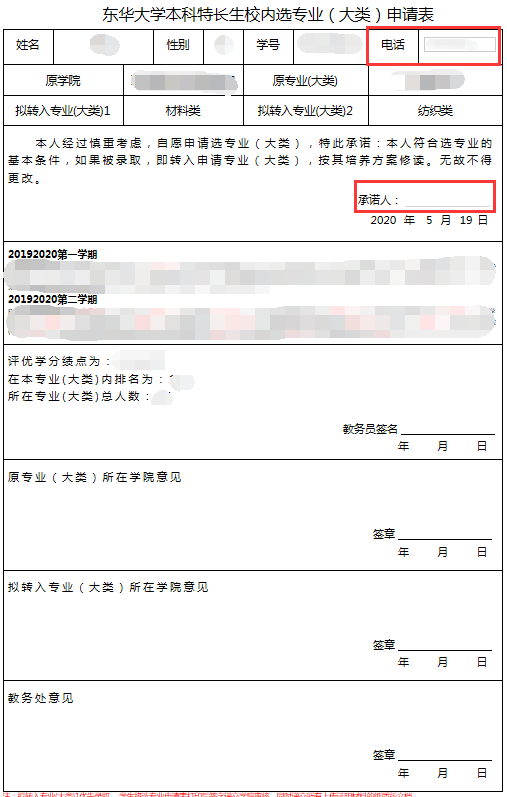 东华大学本科特长生校内选专业（大类）申请表
姓名 性别 学号 电话
原学院 原专业(大类)
拟转入专业(大类)1 材料类 拟转入专业(大类)2 纺织类
本人经过慎重考虑，自愿申请选专业（大类），特此承诺：本人符合选专业的
基本条件，如果被录取，即转入申请专业（大类），按其培养方案修读。无故不得
更改。
承诺人：
2020 年 5 月 19 日
20192020第一学期
20192020第二学期
评优学分绩点为：
在本专业(大类)内排名为：
所在专业(大类)总人数：
教务员签名
年 月 日
原专业（大类）所在学院意见
签章
年 月 日
拟转入专业（大类）所在学院意见
签章
年 月 日
教务处意见
签章
年 月 日